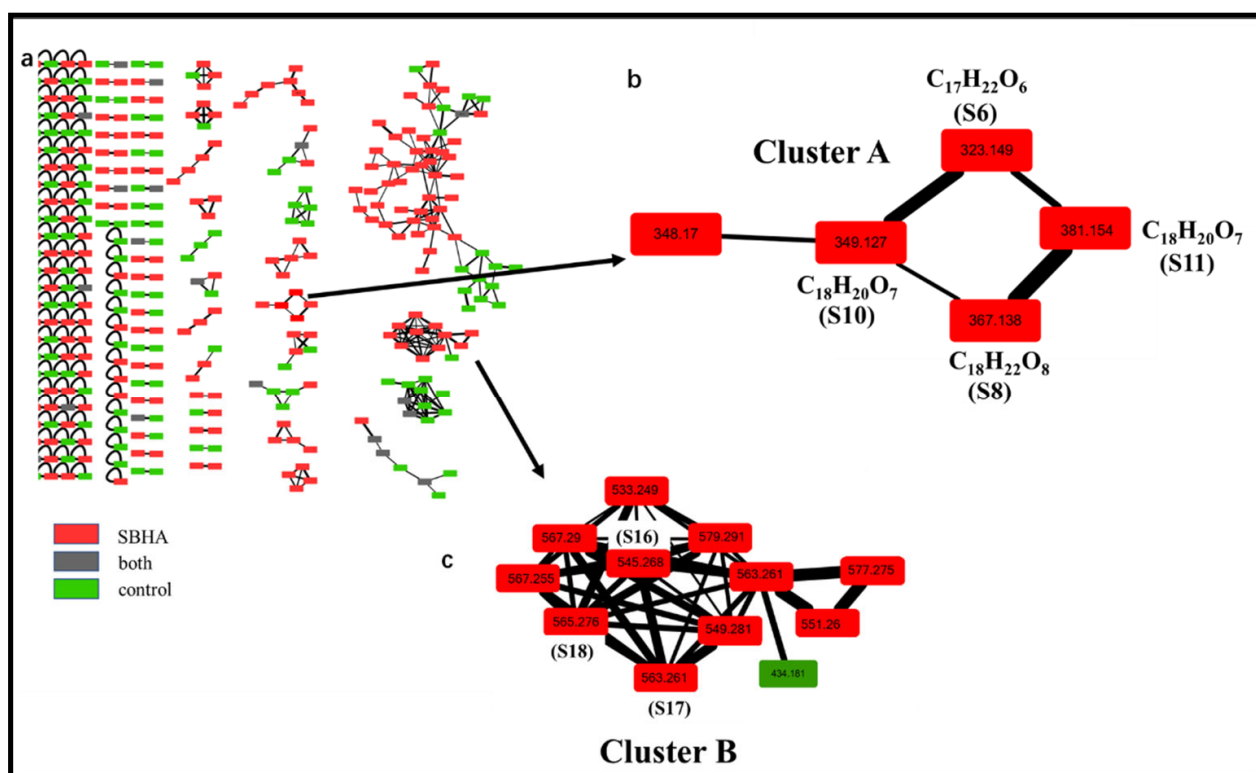 a
SBHA
both
control
b
Cluster A
C₁₇H₂₂O₆
(S6)
323.149
348.17
349.127
381.154
C₁₈H₂₀O₇
(S10)
C₁₈H₂₀O₇
(S11)
367.138
C₁₈H₂₂O₈
(S8)
c
533.249
567.29
(S16)
579.291
545.268
567.255
563.261
577.275
565.276
549.281
551.26
(S18)
563.261
434.181
(S17)
Cluster B